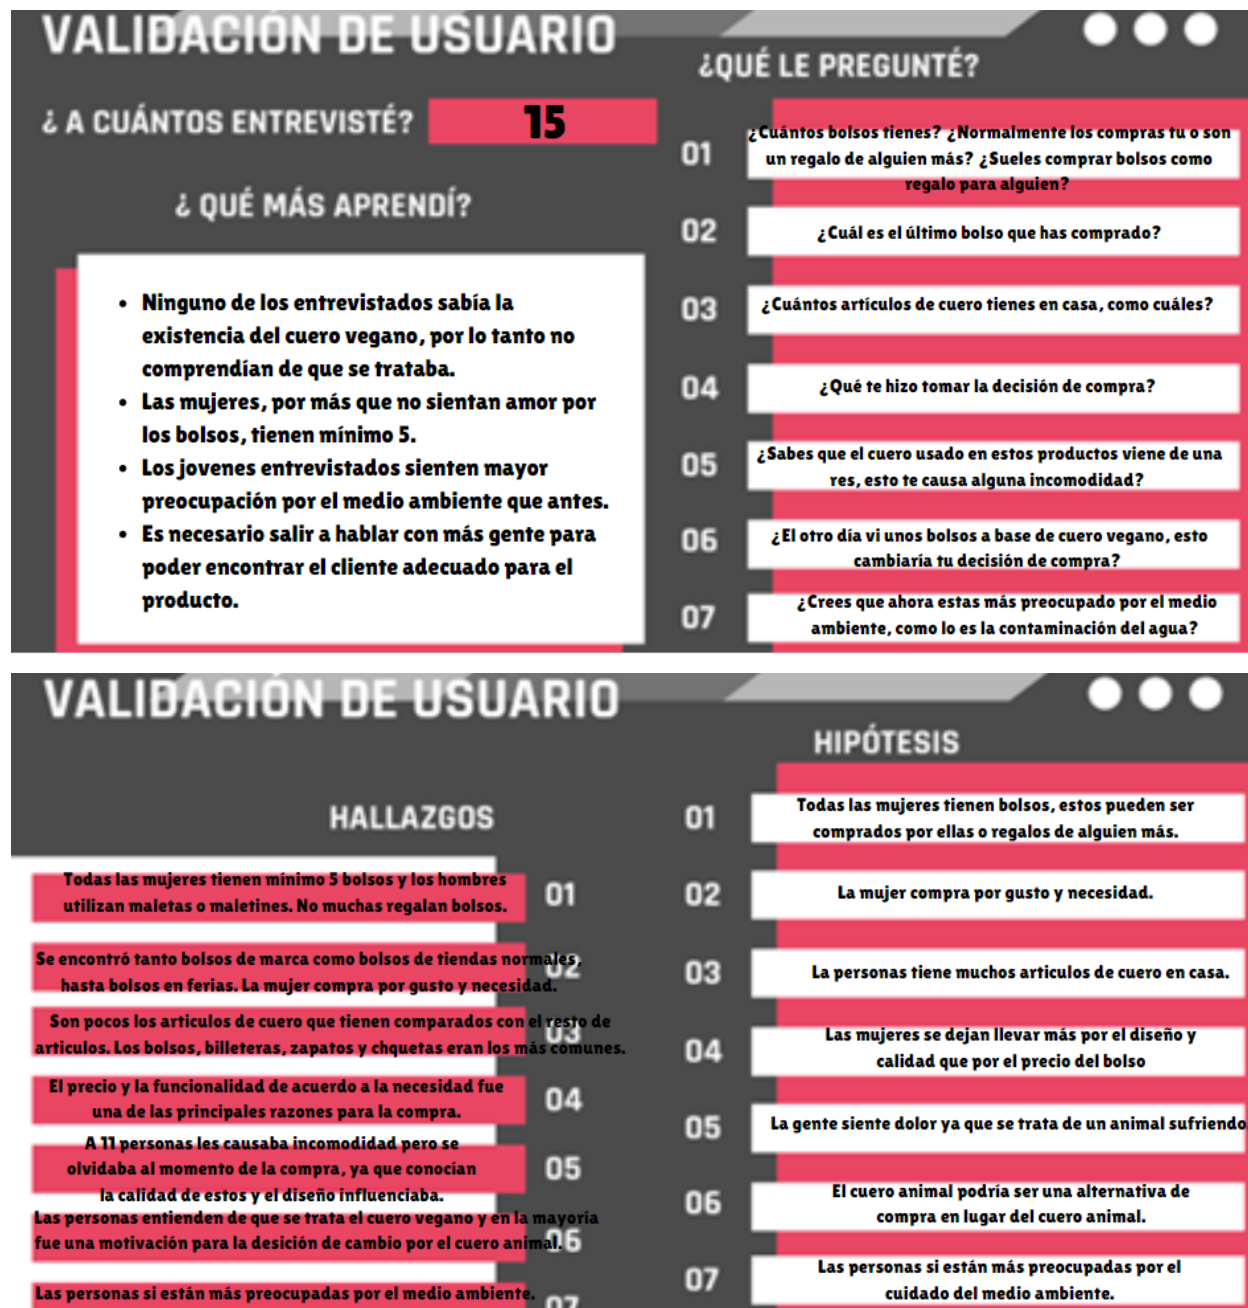 VALIDACIÓN DE USUARIO
¿ A CUÁNTOS ENTREVISTÉ?
15
¿ QUÉ MÁS APRENDÍ?
• Ninguno de los entrevistados sabía la
existencia del cuero vegano, por lo tanto no
comprendían de que se trataba.
• Las mujeres, por más que no sientan amor por
los bolsos, tienen mínimo 5.
• Los jovenes entrevistados sienten mayor
preocupación por el medio ambiente que antes.
• Es necesario salir a hablar con más gente para
poder encontrar el cliente adecuado para el
producto.
¿QUÉ LE PREGUNTÉ?
01
¿Cuántos bolsos tienes? ¿Normalmente los compras tu o son
un regalo de alguien más? ¿Sueles comprar bolsos como
regalo para alguien?
02
¿Cuál es el último bolso que has comprado?
03
¿Cuántos artículos de cuero tienes en casa, como cuáles?
04
¿Qué te hizo tomar la decisión de compra?
05
¿Sabes que el cuero usado en estos productos viene de una
res, esto te causa alguna incomodidad?
06
¿El otro día vi unos bolsos a base de cuero vegano, esto
cambiaría tu decisión de compra?
07
¿Crees que ahora estas más preocupado por el medio
ambiente, como lo es la contaminación del agua?
VALIDACIÓN DE USUARIO
HALLAZGOS
Todas las mujeres tienen mínimo 5 bolsos y los hombres
utilizan maletas o maletines. No muchas regalan bolsos.
01
Se encontró tanto bolsos de marca como bolsos de tiendas normales,
hasta bolsos en ferias. La mujer compra por gusto y necesidad.
02
Son pocos los articulos de cuero que tienen comparados con el resto de
articulos. Los bolsos, billeteras, zapatos y chquetas eran los más comunes.
03
El precio y la funcionalidad de acuerdo a la necesidad fue
una de las principales razones para la compra.
04
A 11 personas les causaba incomodidad pero se
olvidaba al momento de la compra, ya que conocían
la calidad de estos y el diseño influenciaba.
05
Las personas entienden de que se trata el cuero vegano y en la mayoría
fue una motivación para la desición de cambio por el cuero animal.
06
Las personas si están más preocupadas por el medio ambiente.
07
HIPÓTESIS
01
Todas las mujeres tienen bolsos, estos pueden ser
comprados por ellas o regalos de alguien más.
02
La mujer compra por gusto y necesidad.
03
La personas tiene muchos articulos de cuero en casa.
04
Las mujeres se dejan llevar más por el diseño y
calidad que por el precio del bolso
05
La gente siente dolor ya que se trata de un animal sufriendo.
06
El cuero animal podría ser una alternativa de
compra en lugar del cuero animal.
07
Las personas si están más preocupadas por el
cuidado del medio ambiente.